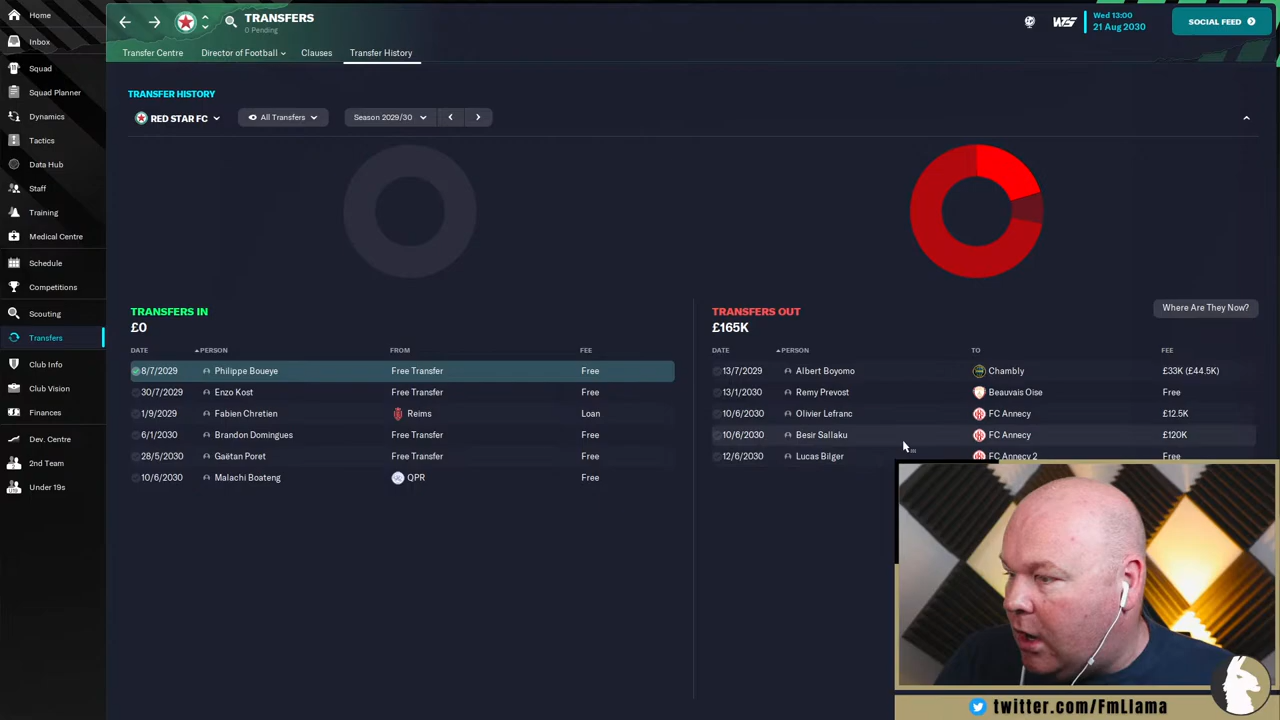 Home
Inbox
Squad
Squad Planner
Dynamics
Tactics
Data Hub
Staff
Training
Medical Centre
Schedule
Competitions
Scouting
Transfers
Club Info
Club Vision
Finances
Dev. Centre
2nd Team
Under 19s
TRANSFERS
0 Pending
Wed 13:00
21 Aug 2030
SOCIAL FEED
Transfer Centre Director of Football Clauses Transfer History
TRANSFER HISTORY
RED STAR FC All Transfers Season 2029/30
TRANSFERS IN
£0
DATE PERSON FROM FEE
8/7/2029 Philippe Boueye Free Transfer Free
30/7/2029 Enzo Kost Free Transfer Free
1/9/2029 Fabien Chretien Reims Loan
6/1/2030 Brandon Domingues Free Transfer Free
28/5/2030 Gaëtan Poret Free Transfer Free
10/6/2030 Malachi Boateng QPR Free
TRANSFERS OUT
Where Are They Now?
£165K
DATE PERSON TO FEE
13/7/2029 Albert Boyomo Chambly £33K (£44.5K)
13/1/2030 Remy Prevost Beauvais Oise Free
10/6/2030 Olivier Lefranc FC Annecy £12.5K
10/6/2030 Besir Sallaku FC Annecy £120K
12/6/2030 Lucas Bilger FC Annecy 2 Free
twitter.com/FmLlama